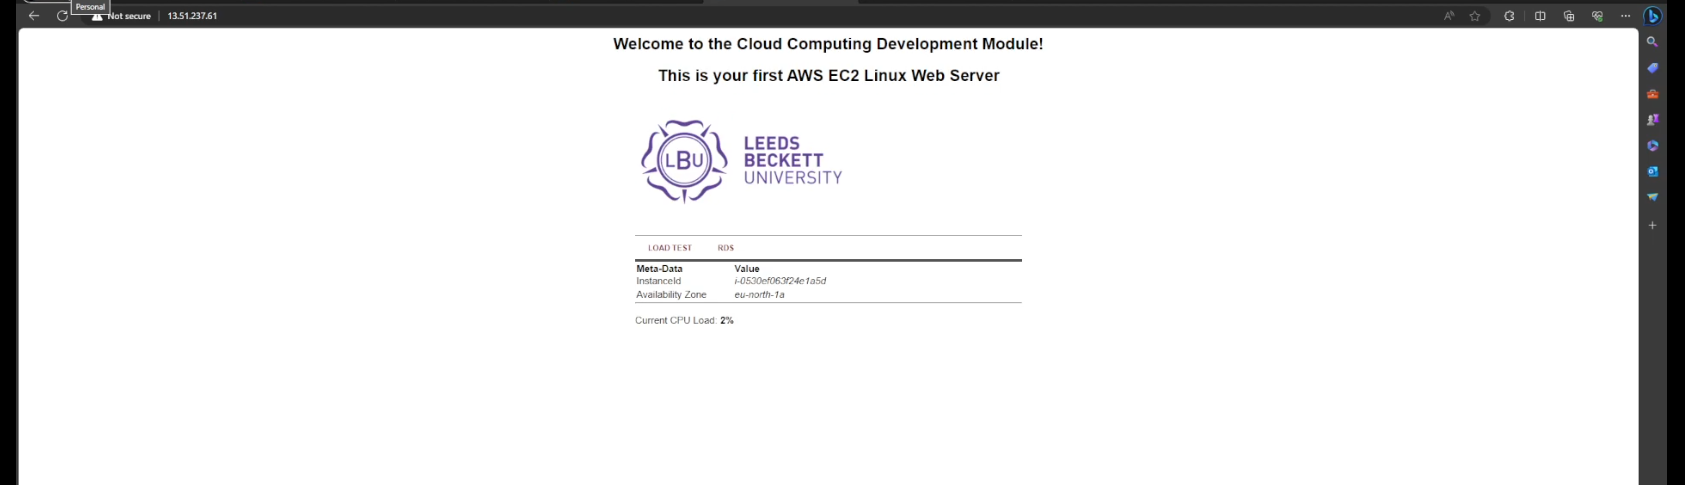 Personal
Not secure 13.51.237.61
Welcome to the Cloud Computing Development Module!
This is your first AWS EC2 Linux Web Server
LBU
LEEDS
BECKETT
UNIVERSITY
LOAD TEST RDS
Meta-Data Value
InstanceId i-0530ef063f24e1a5d
Availability Zone eu-north-1a
Current CPU Load: 2%